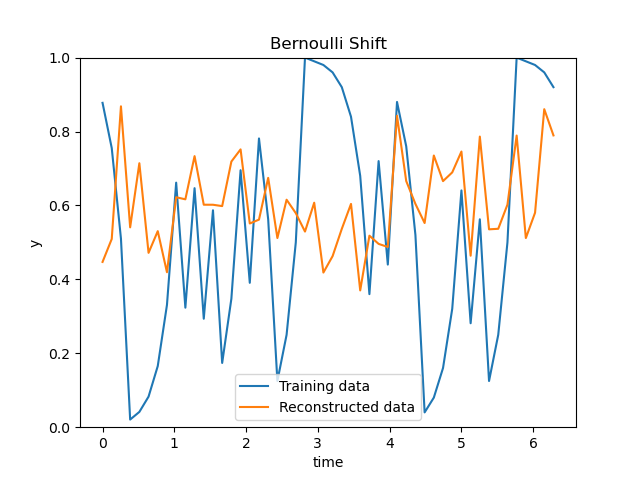 Bernoulli Shift
1.0
0.8
0.6
0.4
0.2
0.0
y
Training data
Reconstructed data
0 1 2 3 4 5 6
time